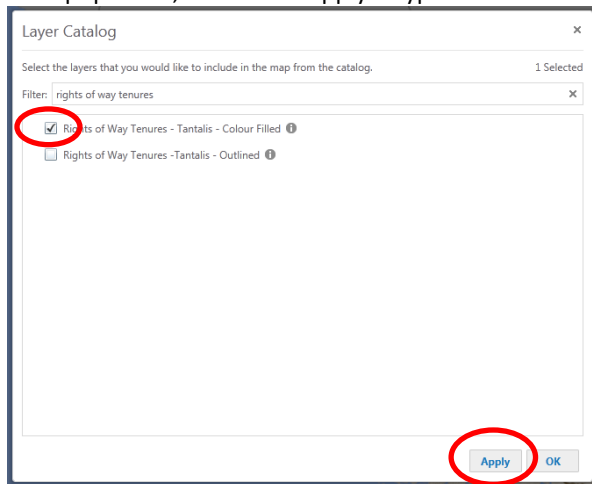 Layer Catalog
Select the layers that you would like to include in the map from the catalog. 1 Selected
Filter: rights of way tenures
Rights of Way Tenures - Tantalis - Colour Filled
Rights of Way Tenures -Tantalis - Outlined
Apply OK